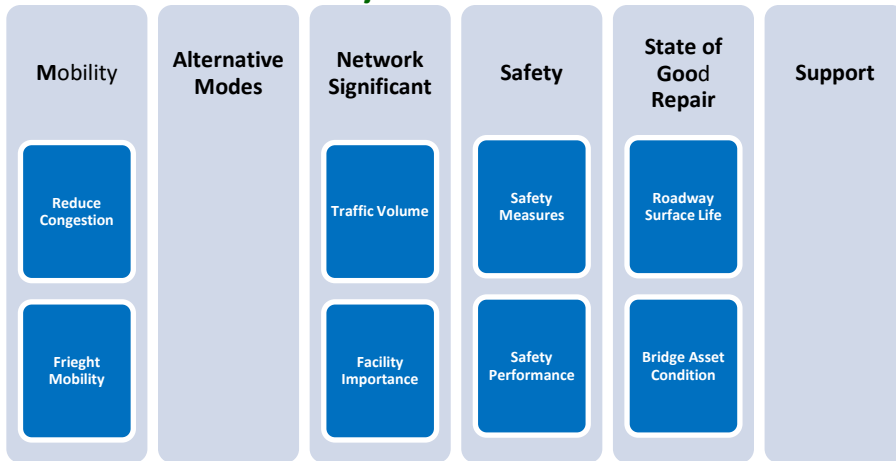 Mobility
Alternative
Modes
Network
Significant
Safety
State of
Good
Repair
Support
Reduce
Congestion
Traffic Volume
Safety
Measures
Roadway
Surface Life
Frieght
Mobility
Facility
Importance
Safety
Performance
Bridge Asset
Condition